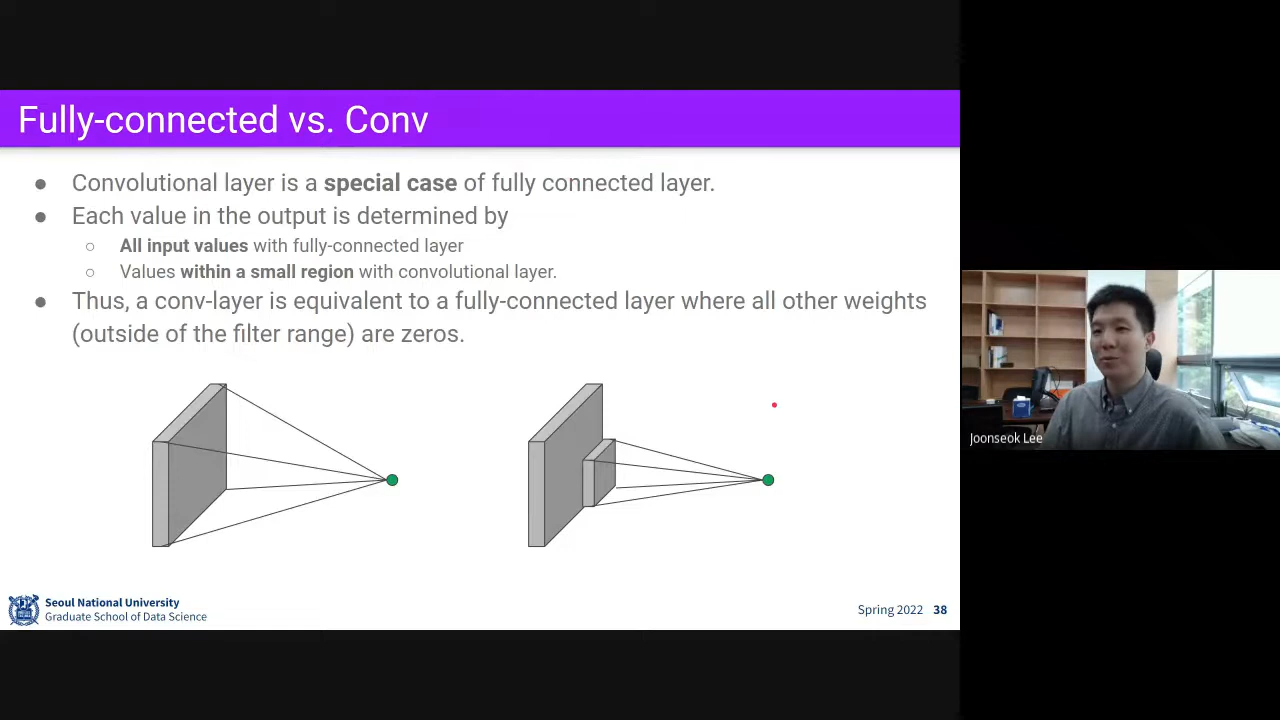 Fully-connected vs. Conv
● Convolutional layer is a special case of fully connected layer.
● Each value in the output is determined by
○ All input values with fully-connected layer
○ Values within a small region with convolutional layer.
● Thus, a conv-layer is equivalent to a fully-connected layer where all other weights
(outside of the filter range) are zeros.
Joonseok Lee
Seoul National University
Graduate School of Data Science
Spring 2022 38